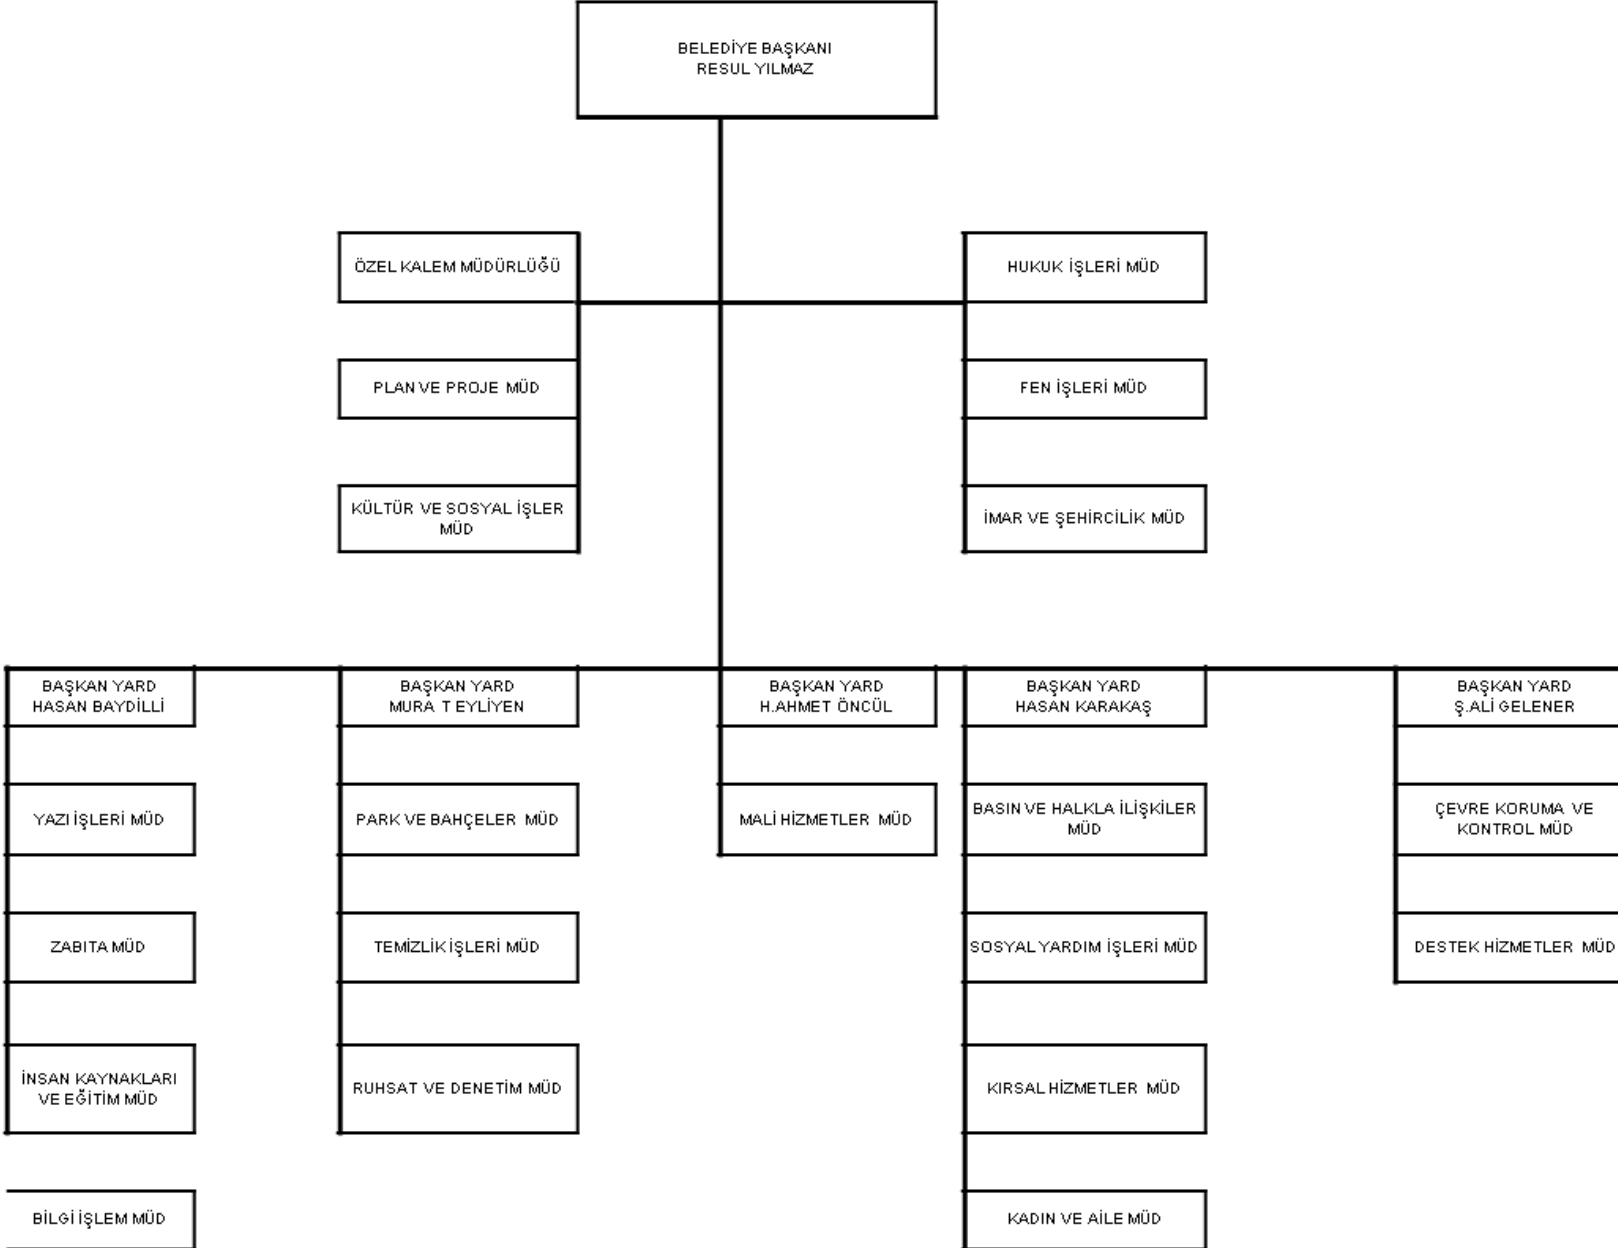 BELEDİYE BAŞKANI
RESUL YILMAZ
ÖZEL KALEM MÜDÜRLÜĞÜ
HUKUK İŞLERİ MÜD
PLAN VE PROJE MÜD
FEN İŞLERİ MÜD
KÜLTÜR VE SOSYAL İŞLER
MÜD
İMAR VE ŞEHİRCİLİK MÜD
BAŞKAN YARD
HASAN BAYDİLLİ
BAŞKAN YARD
MURA T EYLİYEN
BAŞKAN YARD
H.AHMET ÖNCÜL
BAŞKAN YARD
HASAN KARAKAŞ
BAŞKAN YARD
Ş.ALİ GELENER
YAZI İŞLERİ MÜD
PARK VE BAHÇELER MÜD
MALİ HİZMETLER MÜD
BASIN VE HALKLA İLİŞKİLER
MÜD
ÇEVRE KORUMA VE
KONTROL MÜD
ZABITA MÜD
TEMİZLİK İŞLERİ MÜD
SOSYAL YARDIM İŞLERİ MÜD
DESTEK HİZMETLER MÜD
İNSAN KAYNAKLARI
VE EĞİTİM MÜD
RUHSAT VE DENETİM MÜD
KIRSAL HİZMETLER MÜD
BİLGİ İŞLEM MÜD
KADIN VE AİLE MÜD